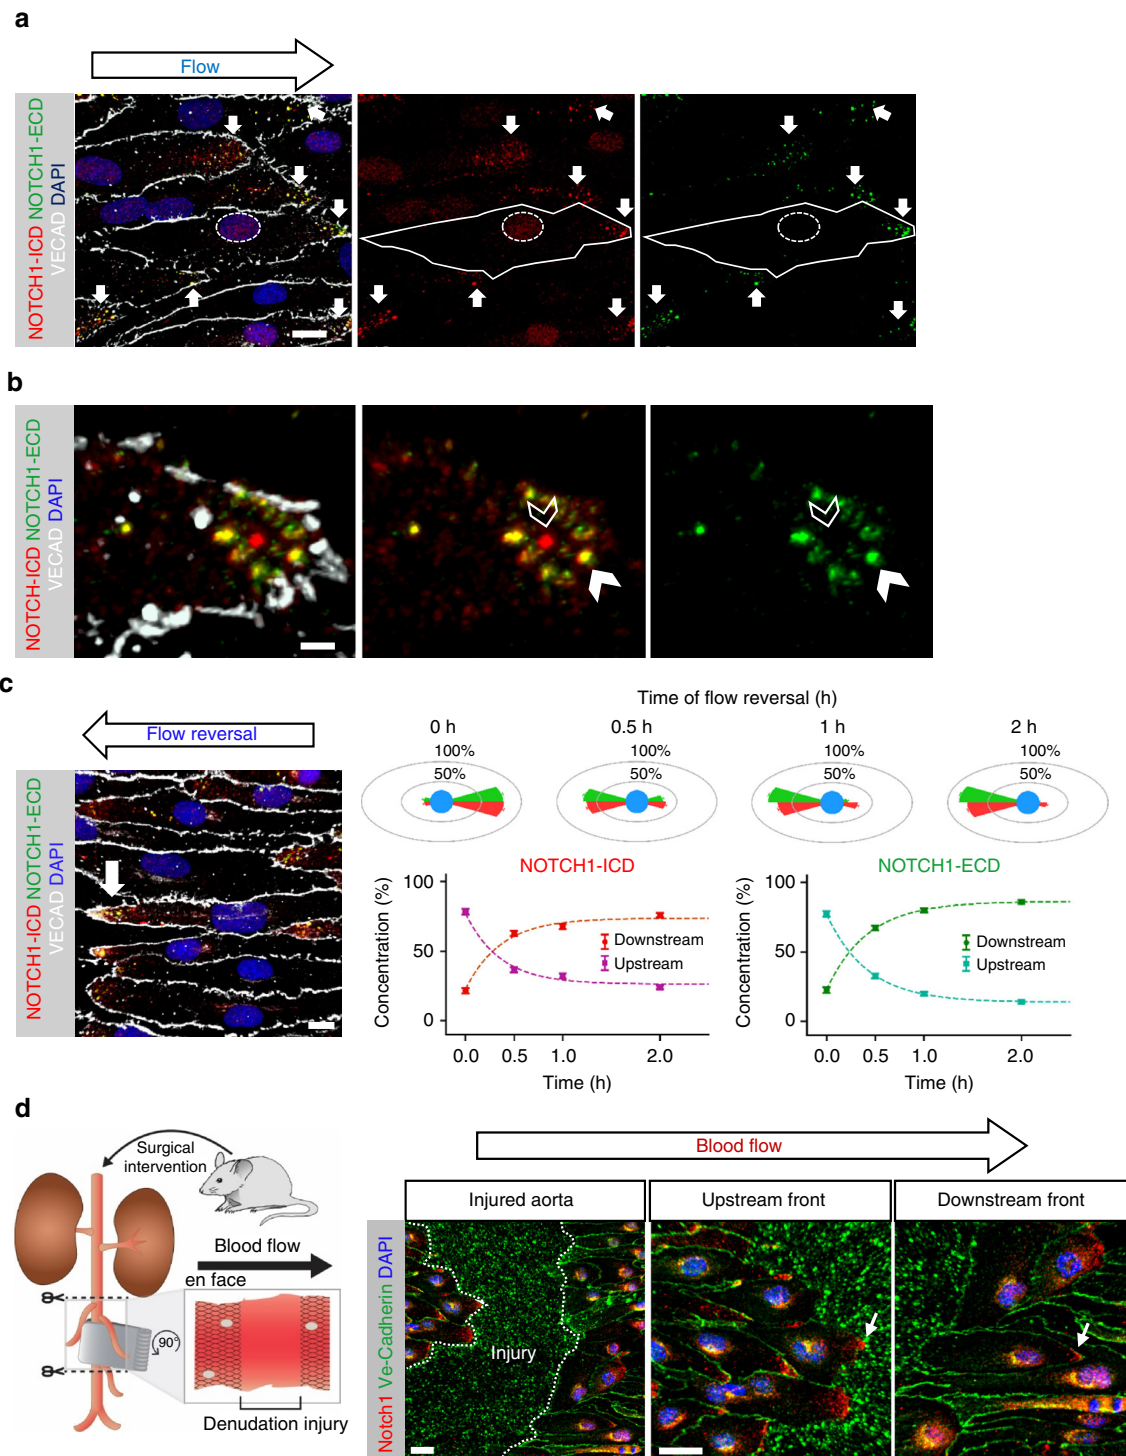 a
Flow
NOTCH1-ICD NOTCH1-ECD
VECAD DAPI
b
NOTCH-ICD NOTCH1-ECD
VECAD DAPI
c
Flow reversal
NOTCH1-ICD NOTCH1-ECD
VECAD DAPI
Time of flow reversal (h)
0 h
0.5 h
1 h
2 h
100%
100%
100%
100%
50%
50%
50%
50%
NOTCH1-ICD
Concentration (%)
100
50
0
Downstream
Upstream
0.0
0.5
1.0
2.0
Time (h)
NOTCH1-ECD
Concentration (%)
100
50
0
Downstream
Upstream
0.0
0.5
1.0
2.0
Time (h)
d
Surgical
intervention
Blood flow
en face
90°
Denudation injury
Blood flow
Injured aorta
Upstream front
Downstream front
Notch1 Ve-Cadherin DAPI
Injury